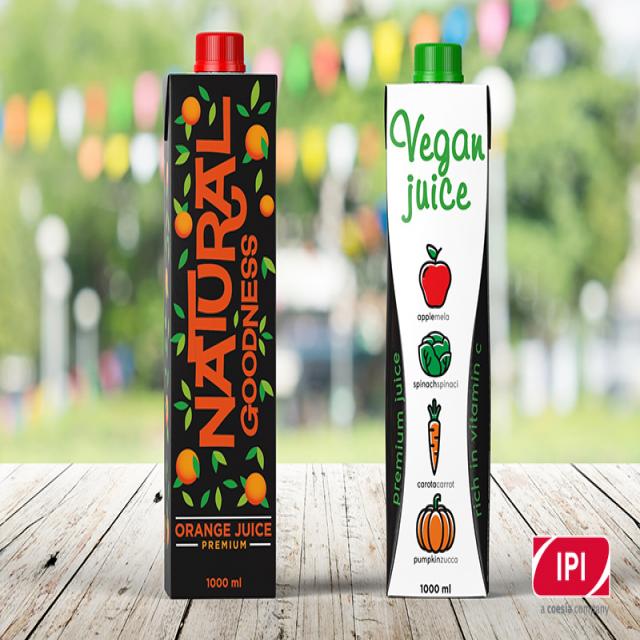 NATURAL
GOODNESS
ORANGE JUICE
PREMIUM
1000 ml
Vegan
juice
applemela
spinachspinaci
carotacarrot
pumpkinzucca
premium juice
rich in vitamin c
1000 ml
IPI
a coesia company